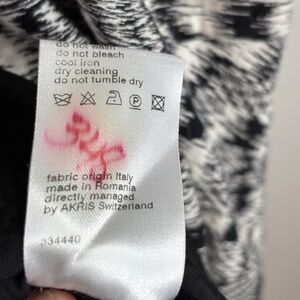 do not wash
do not bleach
cool iron
dry cleaning
do not tumble dry
P
fabric origin Italy
made in Romania
directly managed
by AKRIS Switzerland
334440